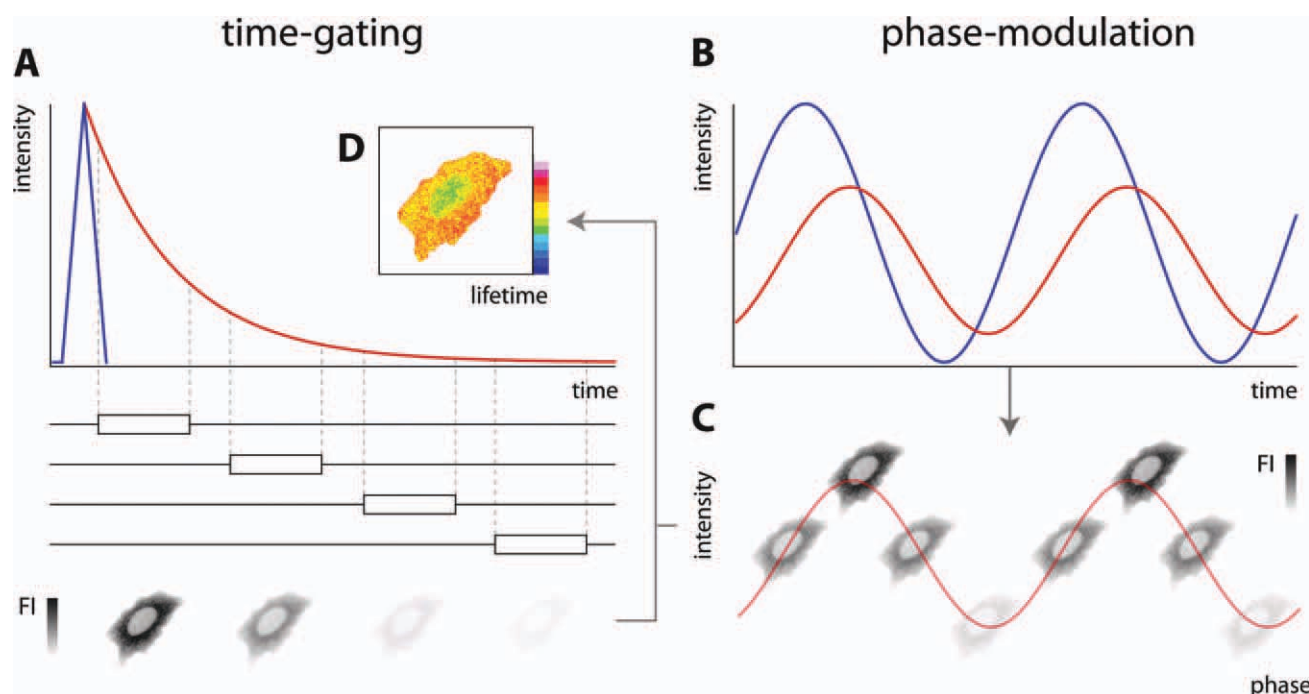 time-gating
phase-modulation
A
B
intensity
intensity
D
lifetime
time
time
C
FI
intensity
FI
phase